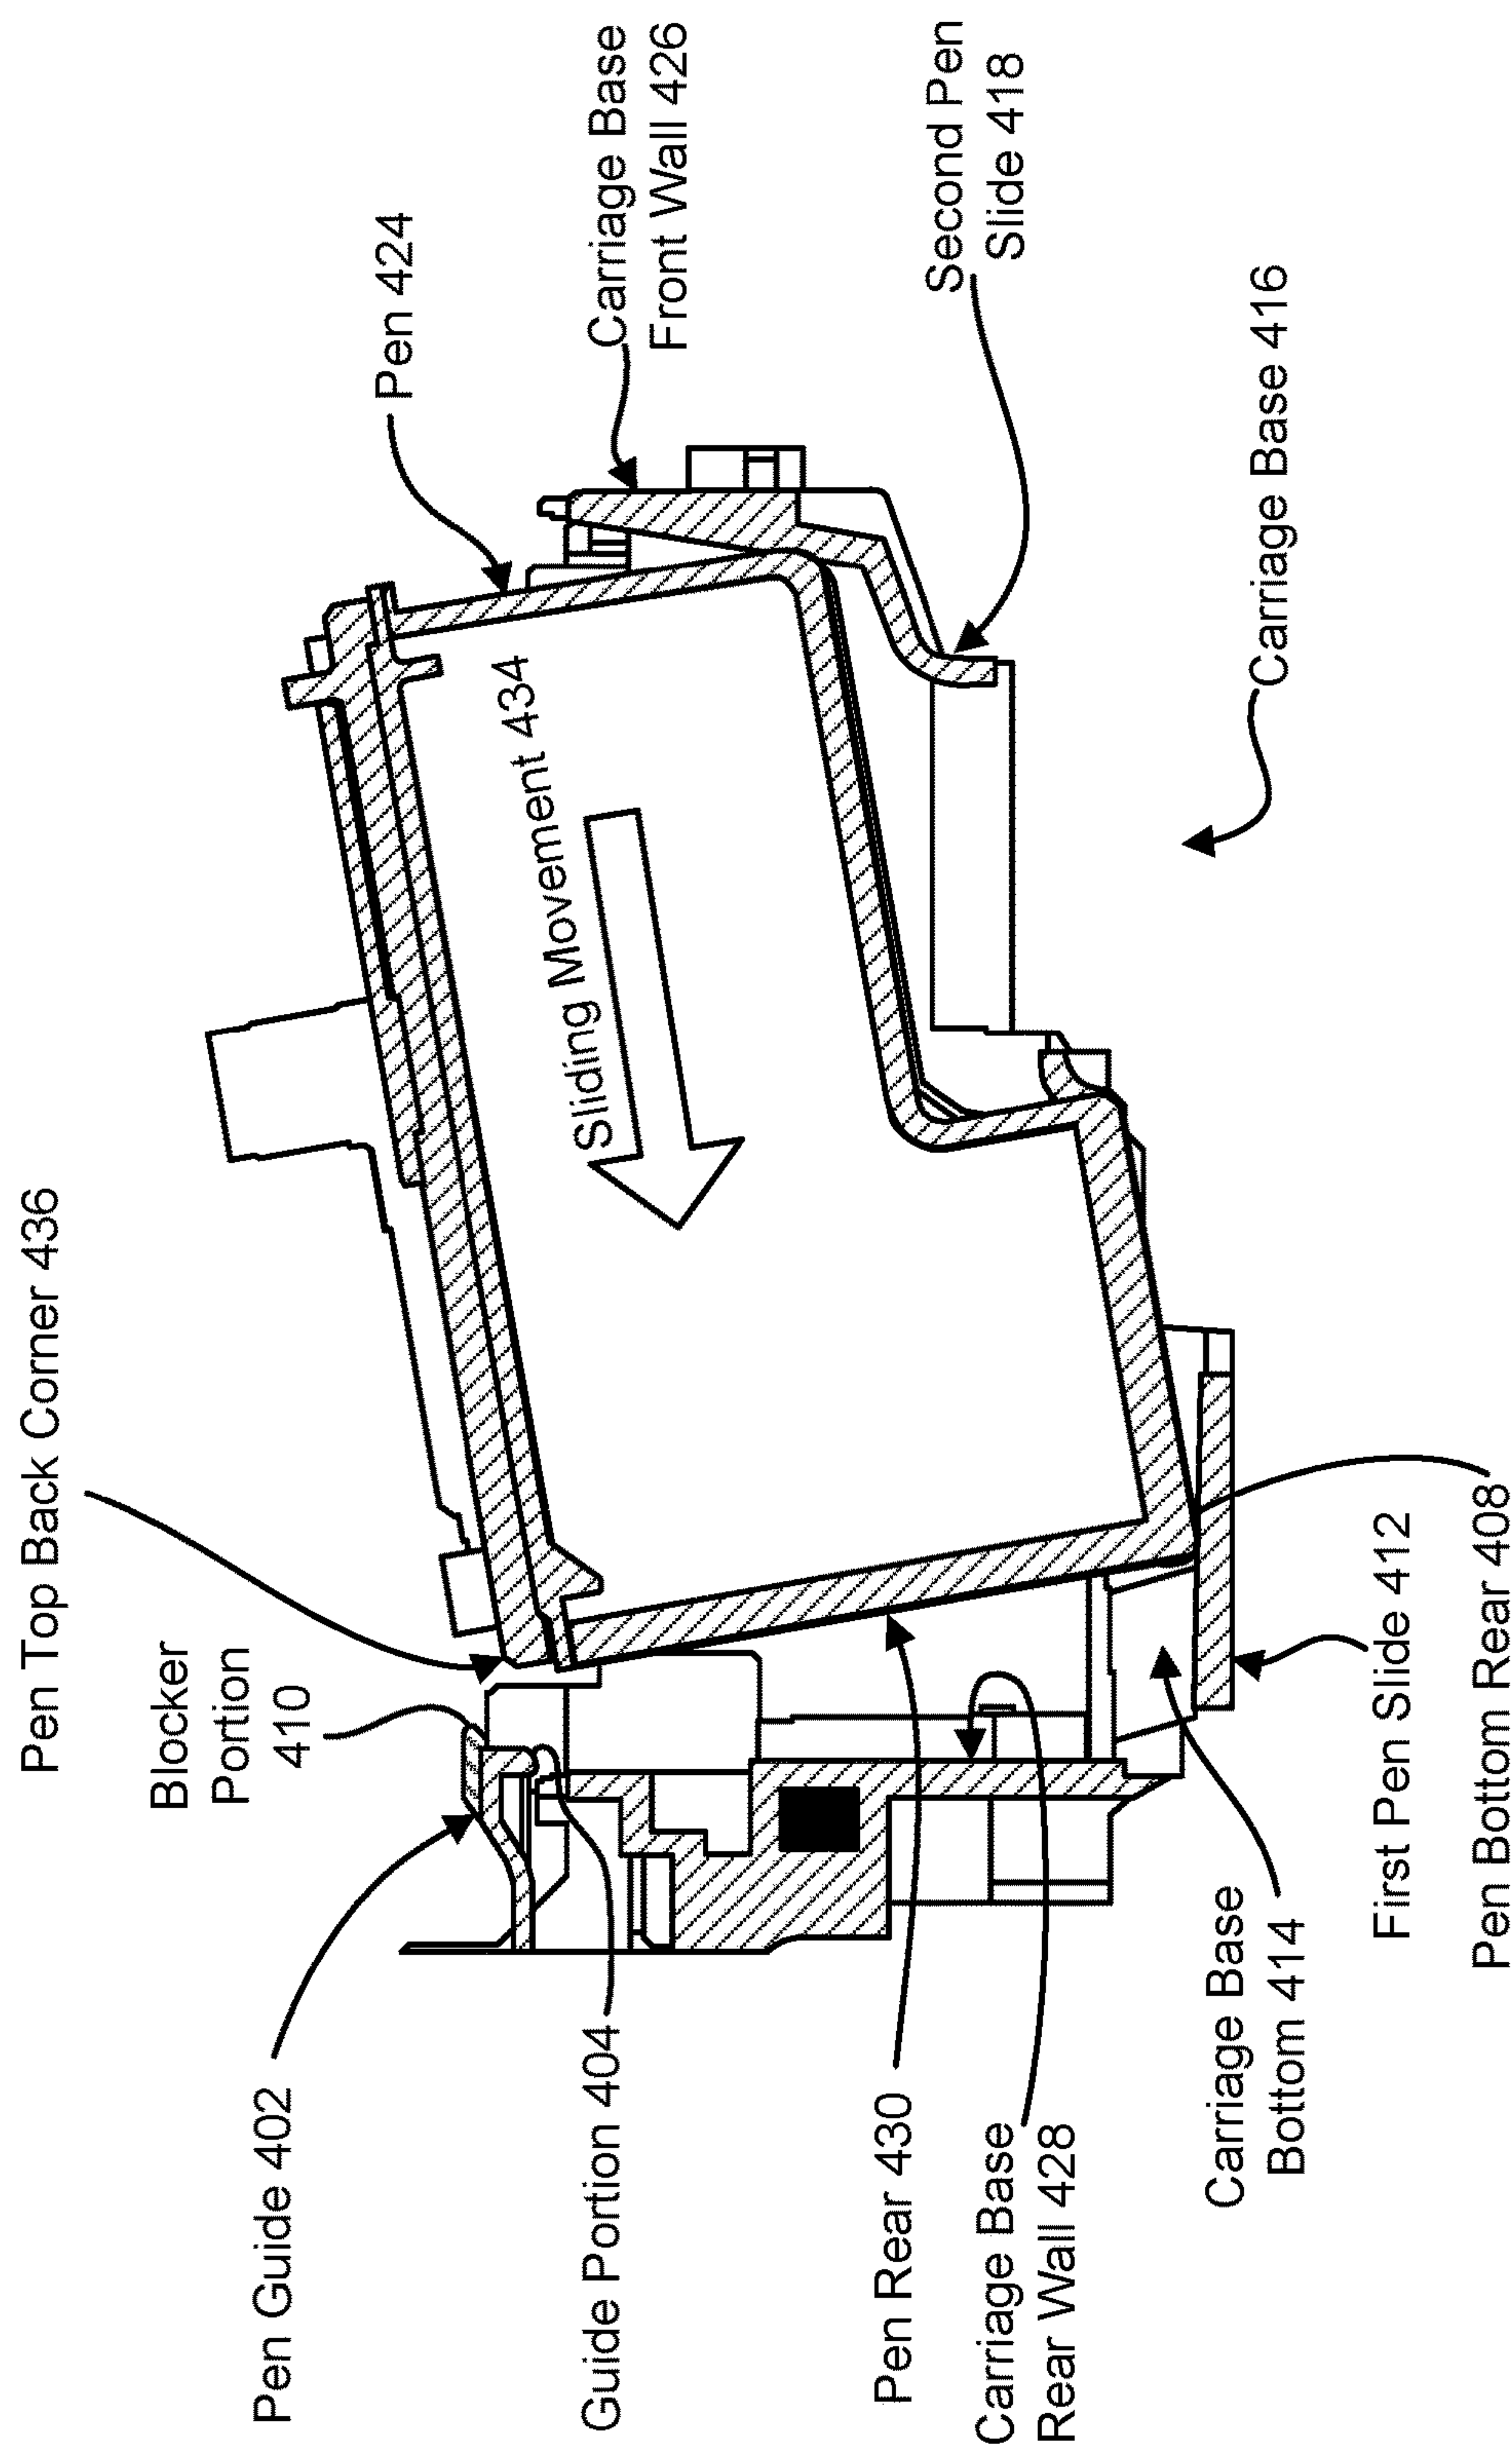 Pen Top Back Corner 436
Blocker
Portion
410
Pen Guide 402
Guide Portion 404
Pen Rear 430
Carriage Base
Rear Wall 428
Carriage Base
Bottom 414
First Pen Slide 412
Pen Bottom Rear 408
Sliding Movement 434
Pen 424
Carriage Base
Front Wall 426
Second Pen
Slide 418
Carriage Base 416